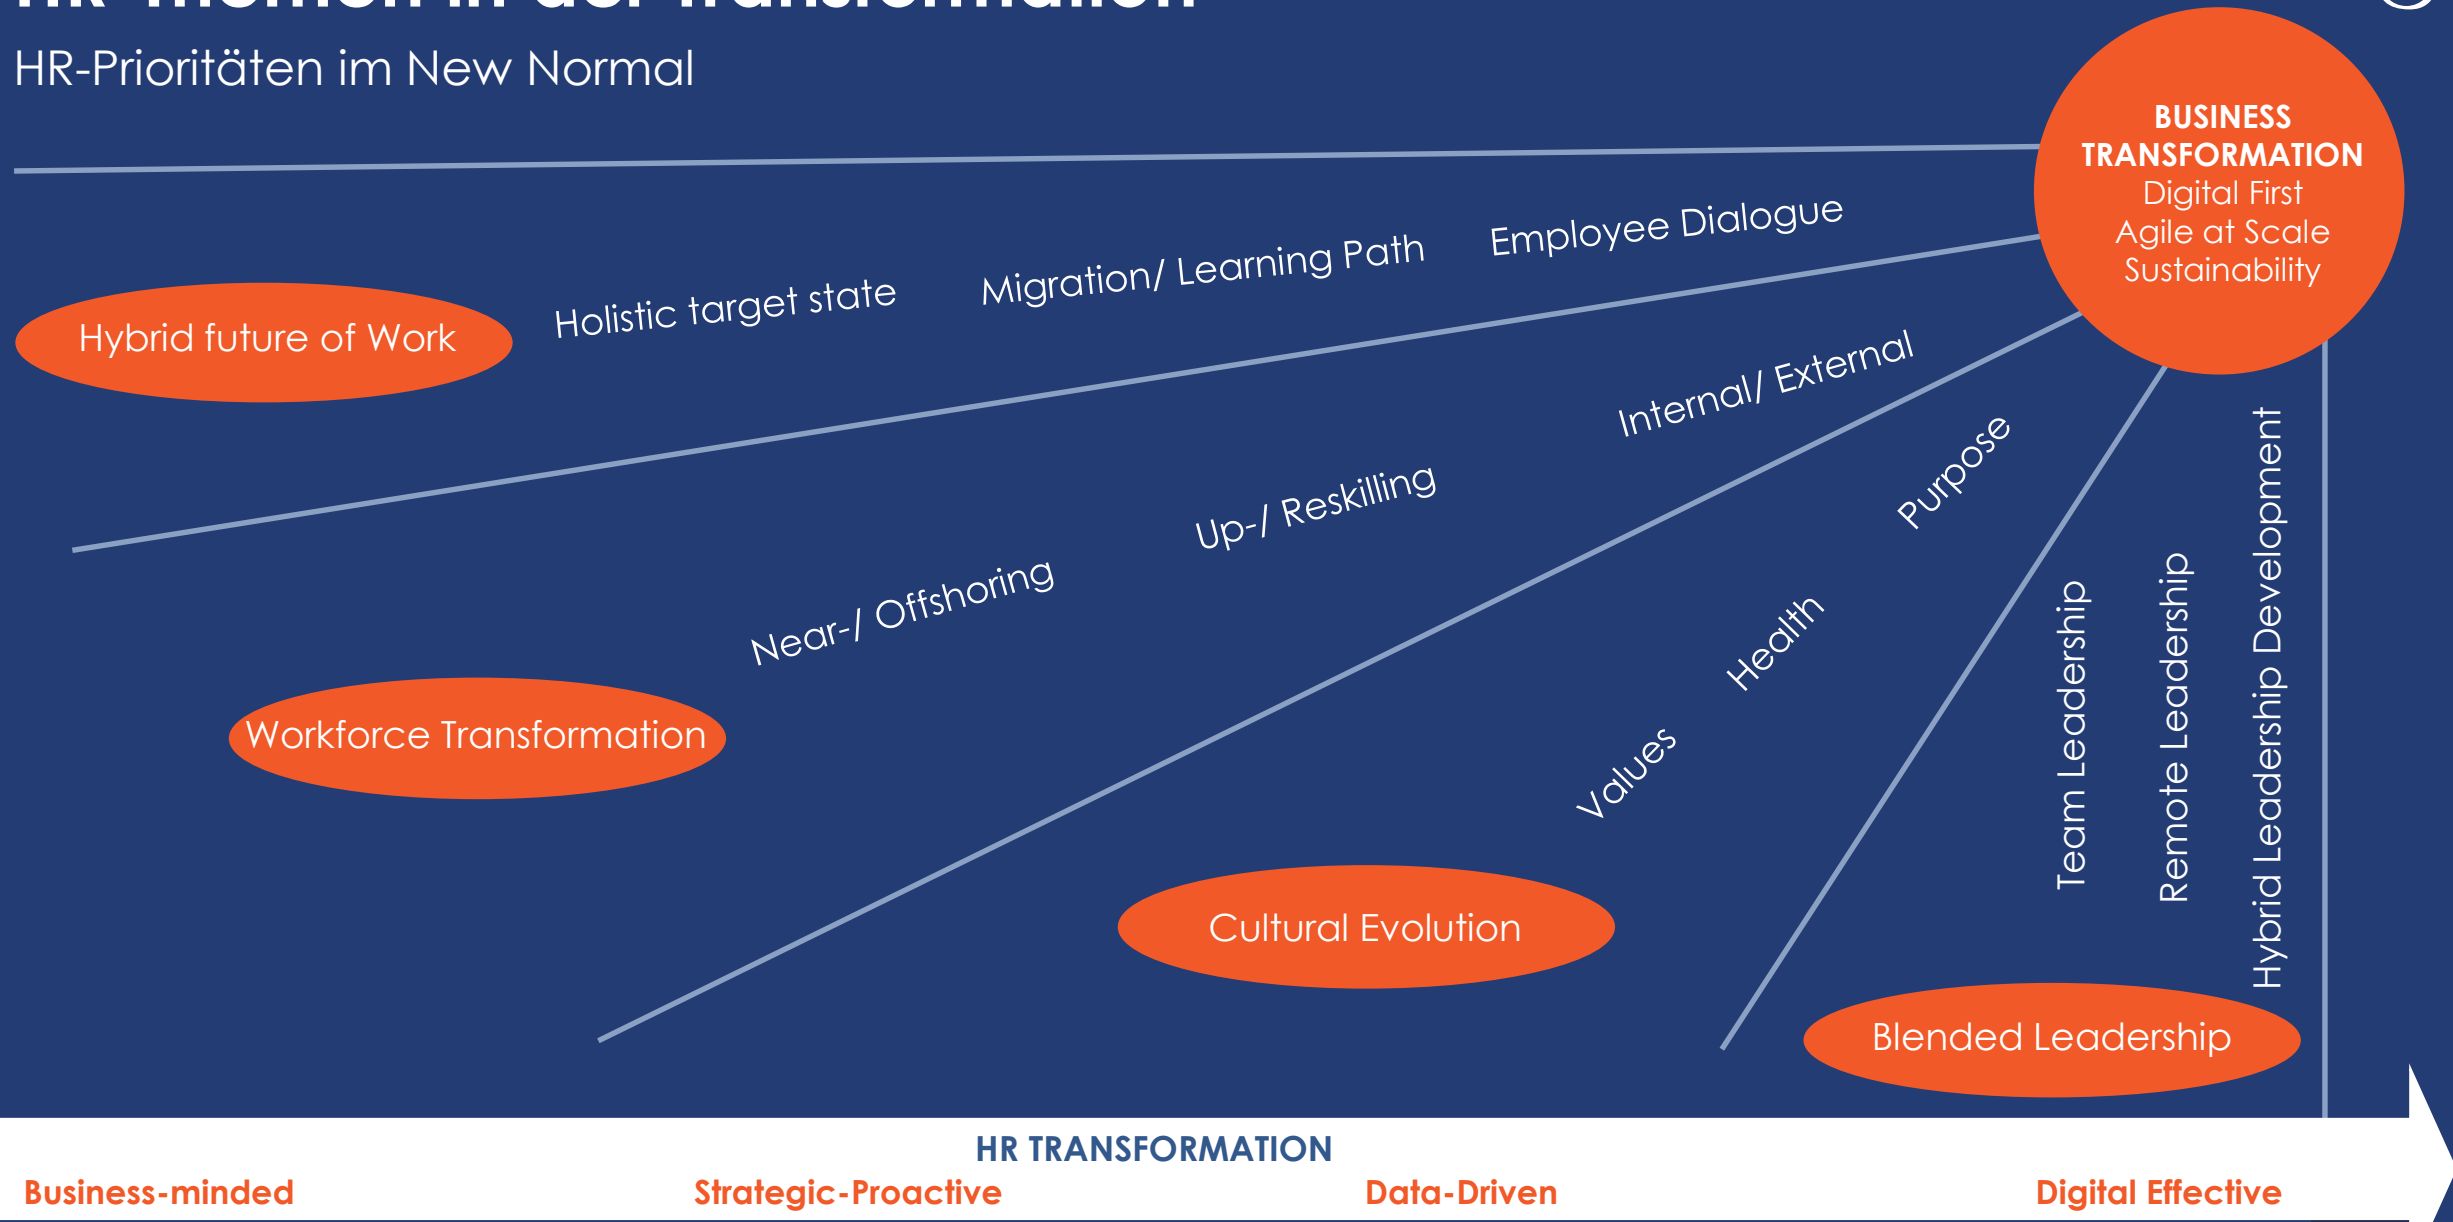 HR-Prioritäten im New Normal
BUSINESS
TRANSFORMATION
Digital First
Agile at Scale
Sustainability
Hybrid future of Work
Holistic target state
Migration/ Learning Path
Employee Dialogue
Workforce Transformation
Near-/ Offshoring
Up-/ Reskilling
Internal/ External
Cultural Evolution
Values
Health
Purpose
Blended Leadership
Team Leadership
Remote Leadership
Hybrid Leadership Development
HR TRANSFORMATION
Business-minded
Strategic-Proactive
Data-Driven
Digital Effective